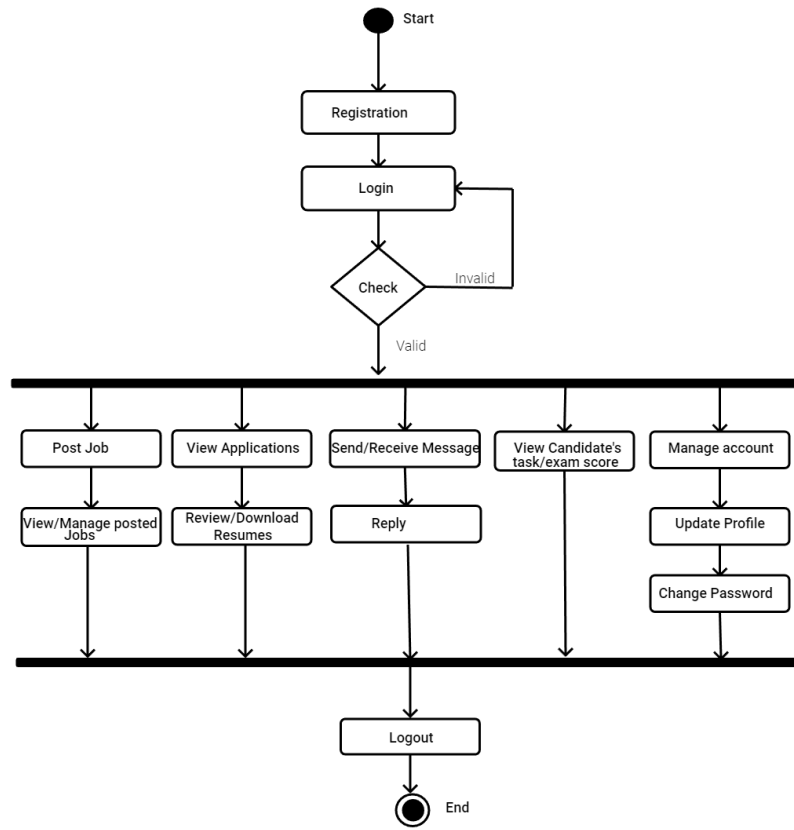 Start
Registration
Login
Check
Invalid
Valid
Post Job
View Applications
Send/Receive Message
View Candidate's
task/exam score
Manage account
View/Manage posted
Jobs
Review/Download
Resumes
Reply
Update Profile
Change Password
Logout
End